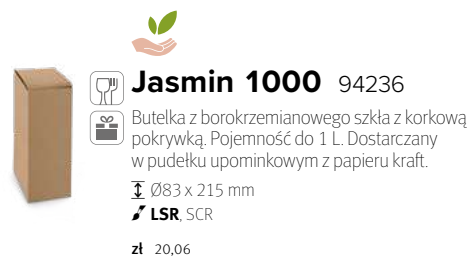 Jasmin 1000 94236
Butelka z borokrzemianowego szkła z korkową
pokrywką. Pojemność do 1 L. Dostarczany
w pudełku upominkowym z papieru kraft.
Ø83 x 215 mm
LSR, SCR
zł 20,06